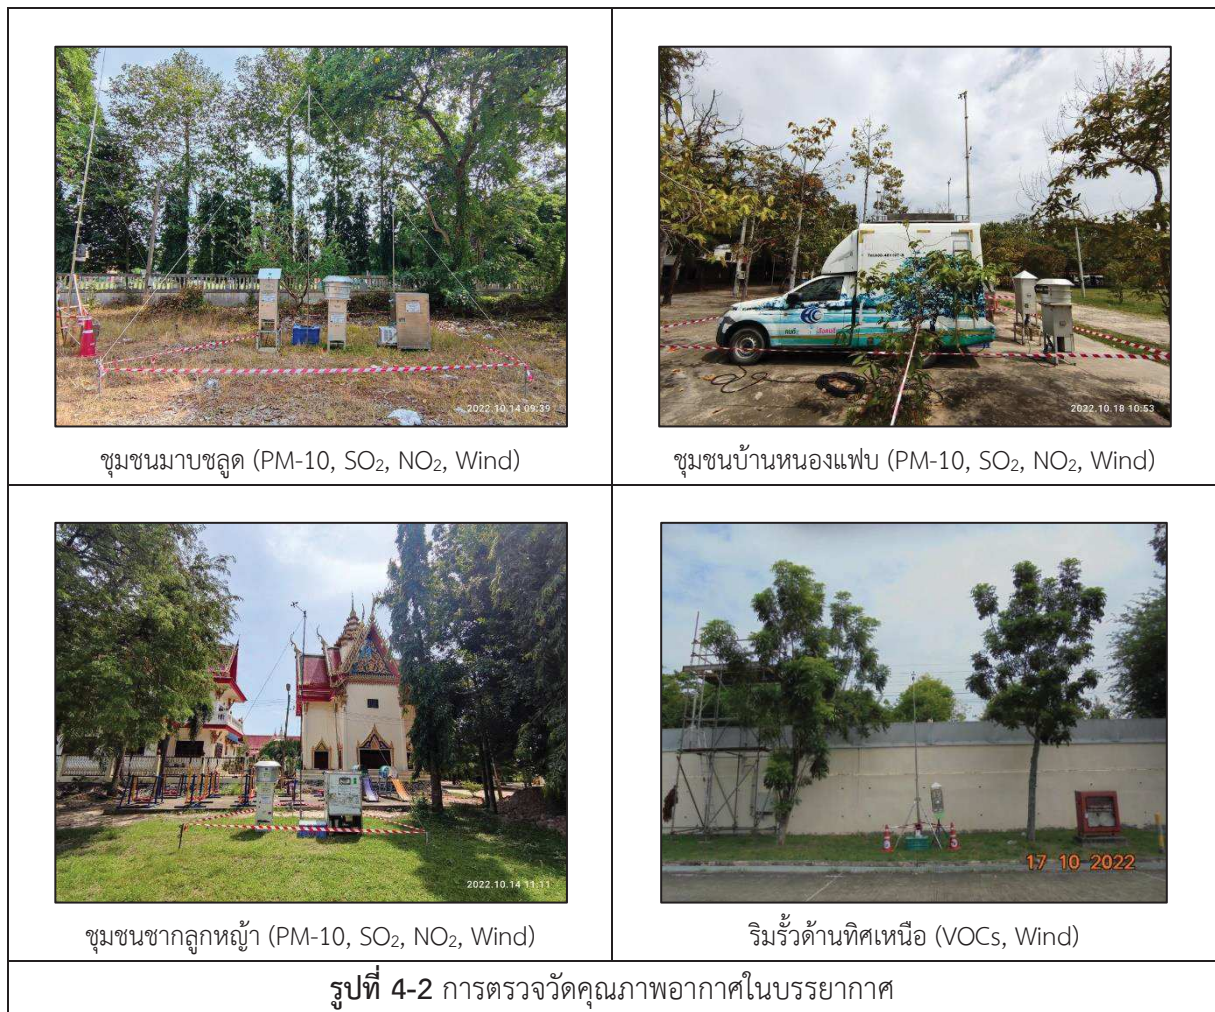 2022.10.14 09:39
2022.10.18 10:53
ชุมชนมาบชลูด (PM-10, SO₂, NO₂, Wind)
ชุมชนบ้านหนองแฟบ (PM-10, SO₂, NO₂, Wind)
2022.10.14 11:11
17 10 2022
ชุมชนชากลูกหญ้า (PM-10, SO₂, NO₂, Wind)
ริมรั้วด้านทิศเหนือ (VOCs, Wind)
รูปที่ 4-2 การตรวจวัดคุณภาพอากาศในบรรยากาศ